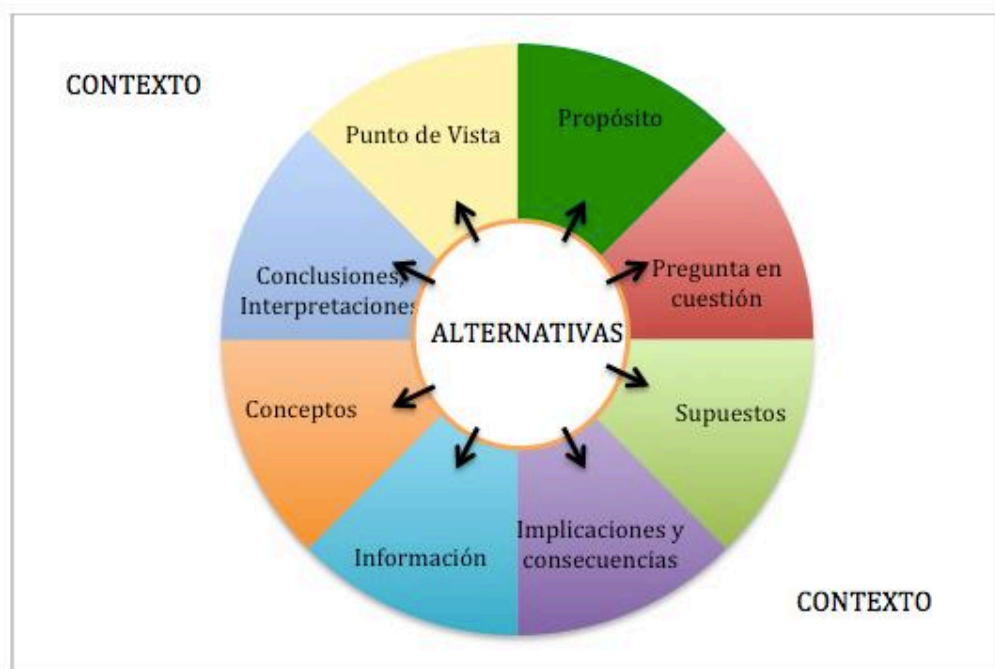 CONTEXTO
Punto de Vista
Propósito
Pregunta en
cuestión
Conclusiones,
Interpretaciones
ALTERNATIVAS
Conceptos
Supuestos
Implicaciones y
consecuencias
Información
CONTEXTO